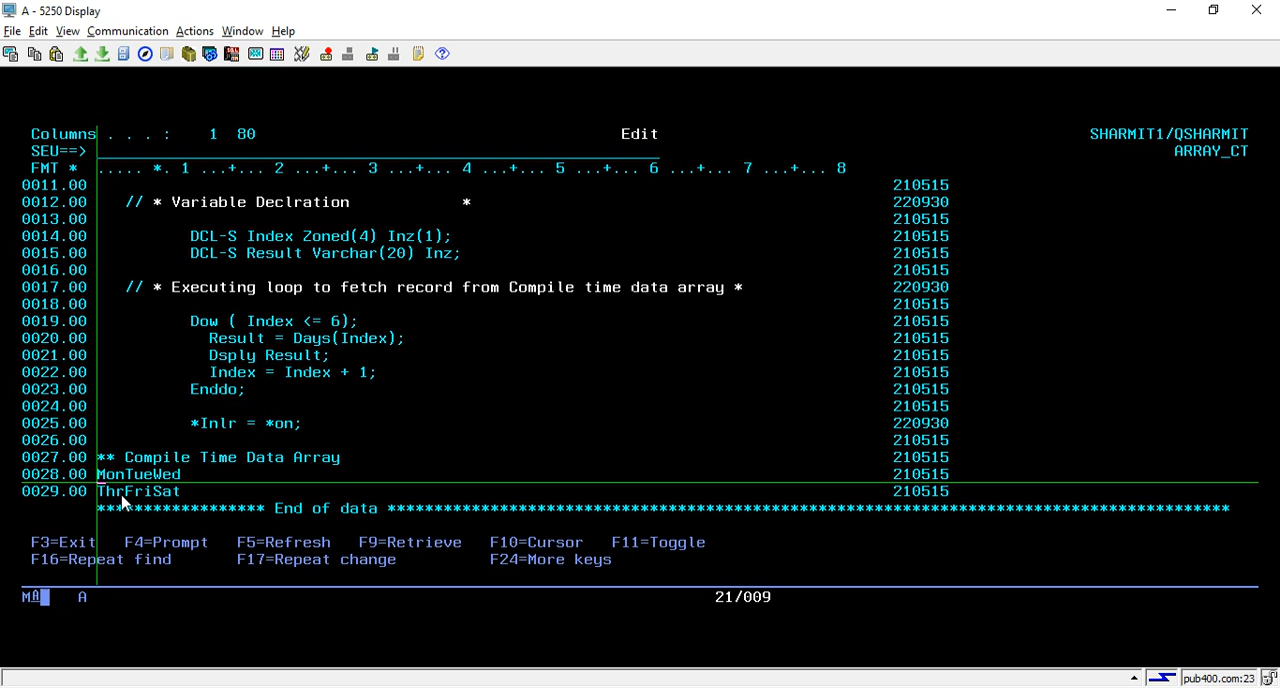 A - 5250 Display
File Edit View Communication Actions Window Help
Columns . . . : 1 80 Edit SHARMIT1/QSHARMIT
SEU==> ARRAY_CT
FMT * ..... *. 1 ...+... 2 ...+... 3 ...+... 4 ...+... 5 ...+... 6 ...+... 7 ...+... 8
0011.00 210515
0012.00 // * Variable Declration * 220930
0013.00 210515
0014.00 DCL-S Index Zoned(4) Inz(1); 210515
0015.00 DCL-S Result Varchar(20) Inz; 210515
0016.00 210515
0017.00 // * Executing loop to fetch record from Compile time data array * 220930
0018.00 210515
0019.00 Dow ( Index <= 6); 210515
0020.00 Result = Days(Index); 210515
0021.00 Dsply Result; 210515
0022.00 Index = Index + 1; 210515
0023.00 Enddo; 210515
0024.00 210515
0025.00 *Inlr = *on; 220930
0026.00 210515
0027.00 ** Compile Time Data Array 210515
0028.00 MonTueWed 210515
0029.00 ThrFriSat 210515
****************** End of data ******************************************************************************************
F3=Exit F4=Prompt F5=Refresh F9=Retrieve F10=Cursor F11=Toggle
F16=Repeat find F17=Repeat change F24=More keys
MA A 21/009
pub400.com:23